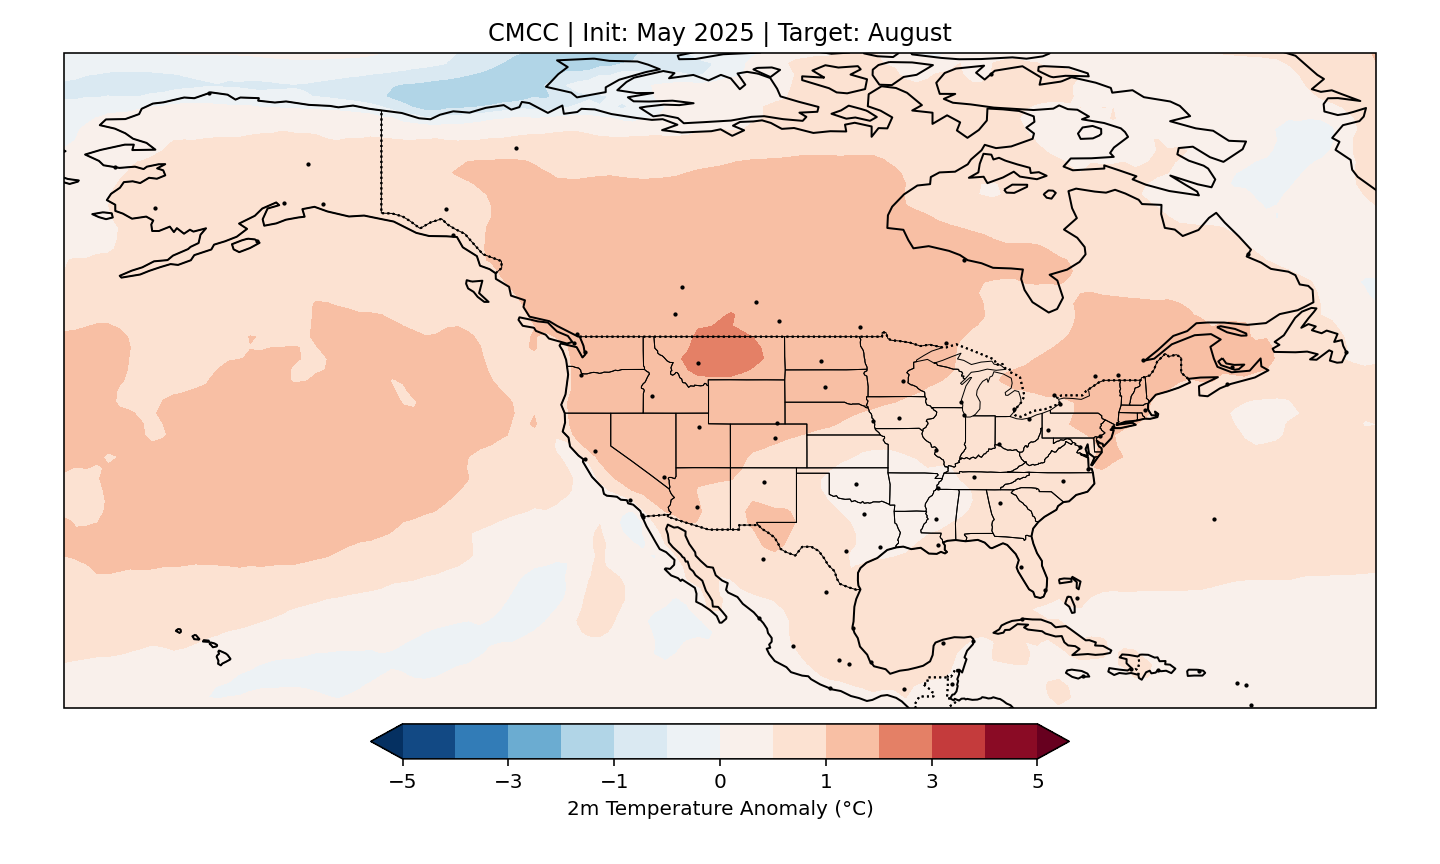 CMCC | Init: May 2025 | Target: August
−5 −3 −1 0 1 3 5
2m Temperature Anomaly (°C)